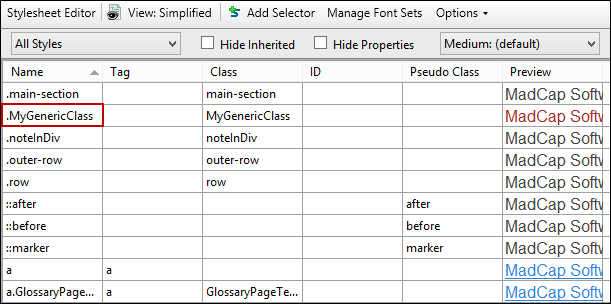 Stylesheet Editor View: Simplified Add Selector Manage Font Sets Options
All Styles Hide Inherited Hide Properties Medium: (default)
Name Tag Class ID Pseudo Class Preview
.main-section main-section MadCap Softw
.MyGenericClass MyGenericClass MadCap Softw
.noteInDiv noteInDiv MadCap Softw
.outer-row outer-row MadCap Softw
.row row MadCap Softw
::after after MadCap Softw
::before before MadCap Softw
::marker marker MadCap Softw
a a MadCap Softw
a.GlossaryPage... a GlossaryPageTe... MadCap Softw